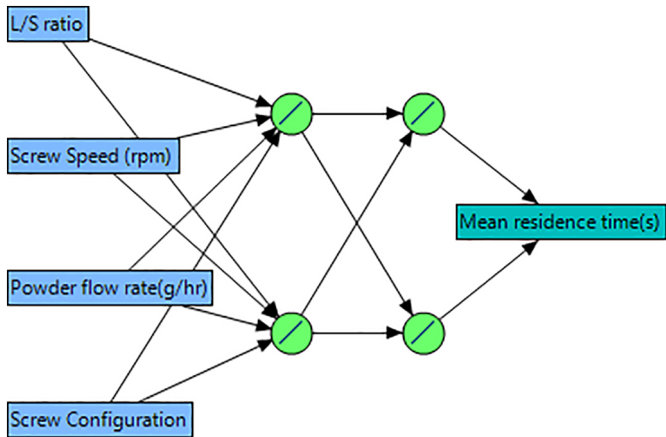 L/S ratio
Screw Speed (rpm)
Powder flow rate(g/hr)
Screw Configuration
Mean residence time(s)